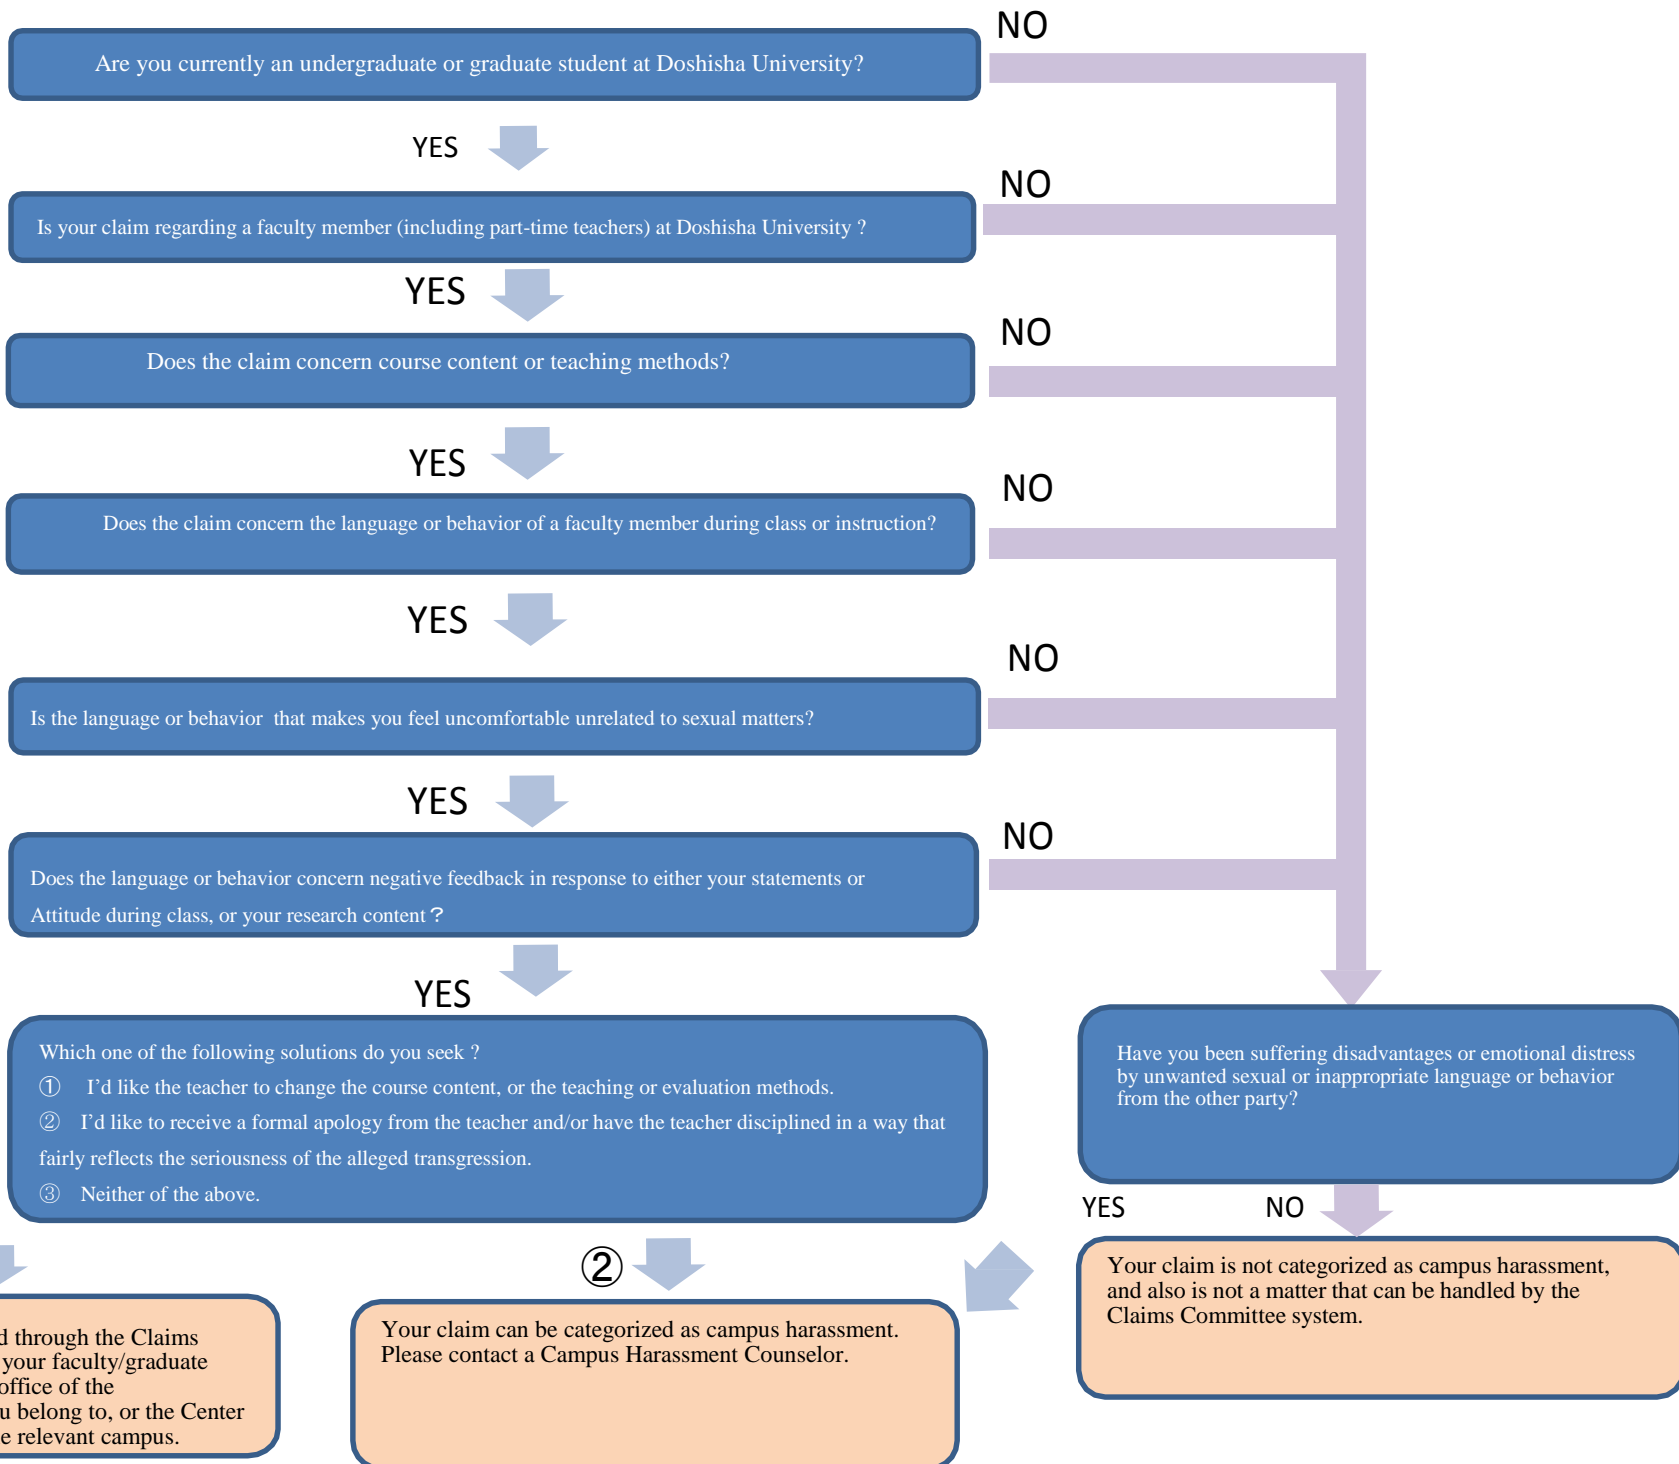 NO
Are you currently an undergraduate or graduate student at Doshisha University?
YES
NO
Is your claim regarding a faculty member (including part-time teachers) at Doshisha University ?
YES
NO
Does the claim concern course content or teaching methods?
YES
NO
Does the claim concern the language or behavior of a faculty member during class or instruction?
YES
NO
Is the language or behavior that makes you feel uncomfortable unrelated to sexual matters?
YES
NO
Does the language or behavior concern negative feedback in response to either your statements or
Attitude during class, or your research content？
YES
Which one of the following solutions do you seek ?
① I’d like the teacher to change the course content, or the teaching or evaluation methods.
② I’d like to receive a formal apology from the teacher and/or have the teacher disciplined in a way that
fairly reflects the seriousness of the alleged transgression.
③ Neither of the above.
Have you been suffering disadvantages or emotional distress
by unwanted sexual or inappropriate language or behavior
from the other party?
YES
NO
②
through the Claims
your faculty/graduate
office of the
belong to, or the Center
relevant campus.
Your claim can be categorized as campus harassment.
Please contact a Campus Harassment Counselor.
Your claim is not categorized as campus harassment,
and also is not a matter that can be handled by the
Claims Committee system.